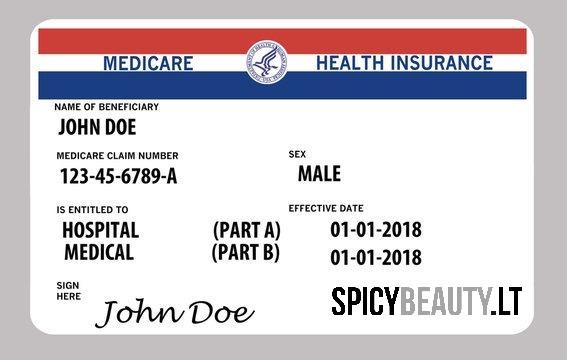 MEDICARE HEALTH INSURANCE
NAME OF BENEFICIARY
JOHN DOE
MEDICARE CLAIM NUMBER SEX
123-45-6789-A MALE
IS ENTITLED TO EFFECTIVE DATE
HOSPITAL (PART A) 01-01-2018
MEDICAL (PART B) 01-01-2018
SIGN
HERE
John Doe
SPICYBEAUTY.LT